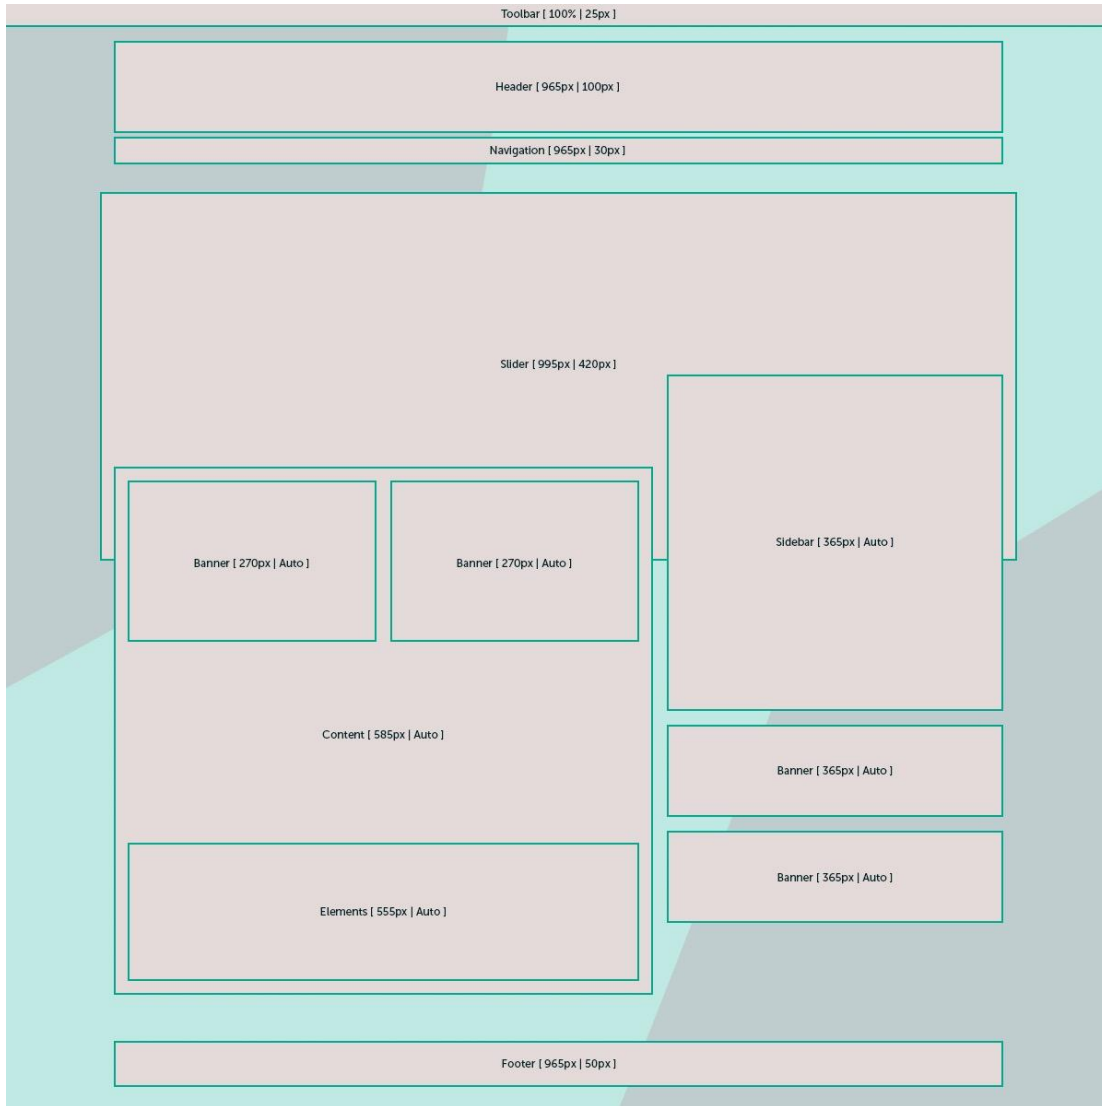 Toolbar [ 100% | 25px ]
Header [ 965px | 100px ]
Navigation [ 965px | 30px ]
Slider [ 995px | 420px ]
Sidebar [ 365px | Auto ]
Banner [ 270px | Auto ]
Banner [ 270px | Auto ]
Content [ 585px | Auto ]
Banner [ 365px | Auto ]
Banner [ 365px | Auto ]
Elements [ 555px | Auto ]
Footer [ 965px | 50px ]